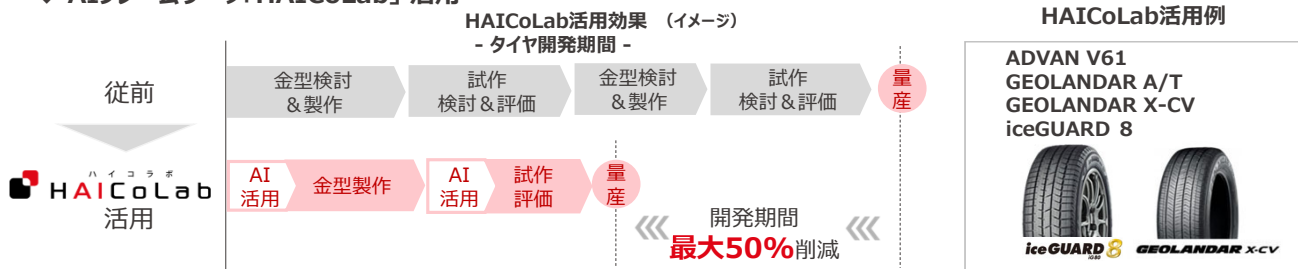 HAICoLab活用効果 （イメージ）
- タイヤ開発期間 -
従前
金型検討
＆製作
試作
検討＆評価
金型検討
＆製作
試作
検討＆評価
量
産
ハイコラボ
HAICoLab
活用
AI
活用
金型製作
AI
活用
試作
評価
量
産
開発期間
最大50%削減
HAICoLab活用例
ADVAN V61
GEOLANDAR A/T
GEOLANDAR X-CV
iceGUARD 8
iceGUARD 8
iG80
GEOLANDAR X-CV